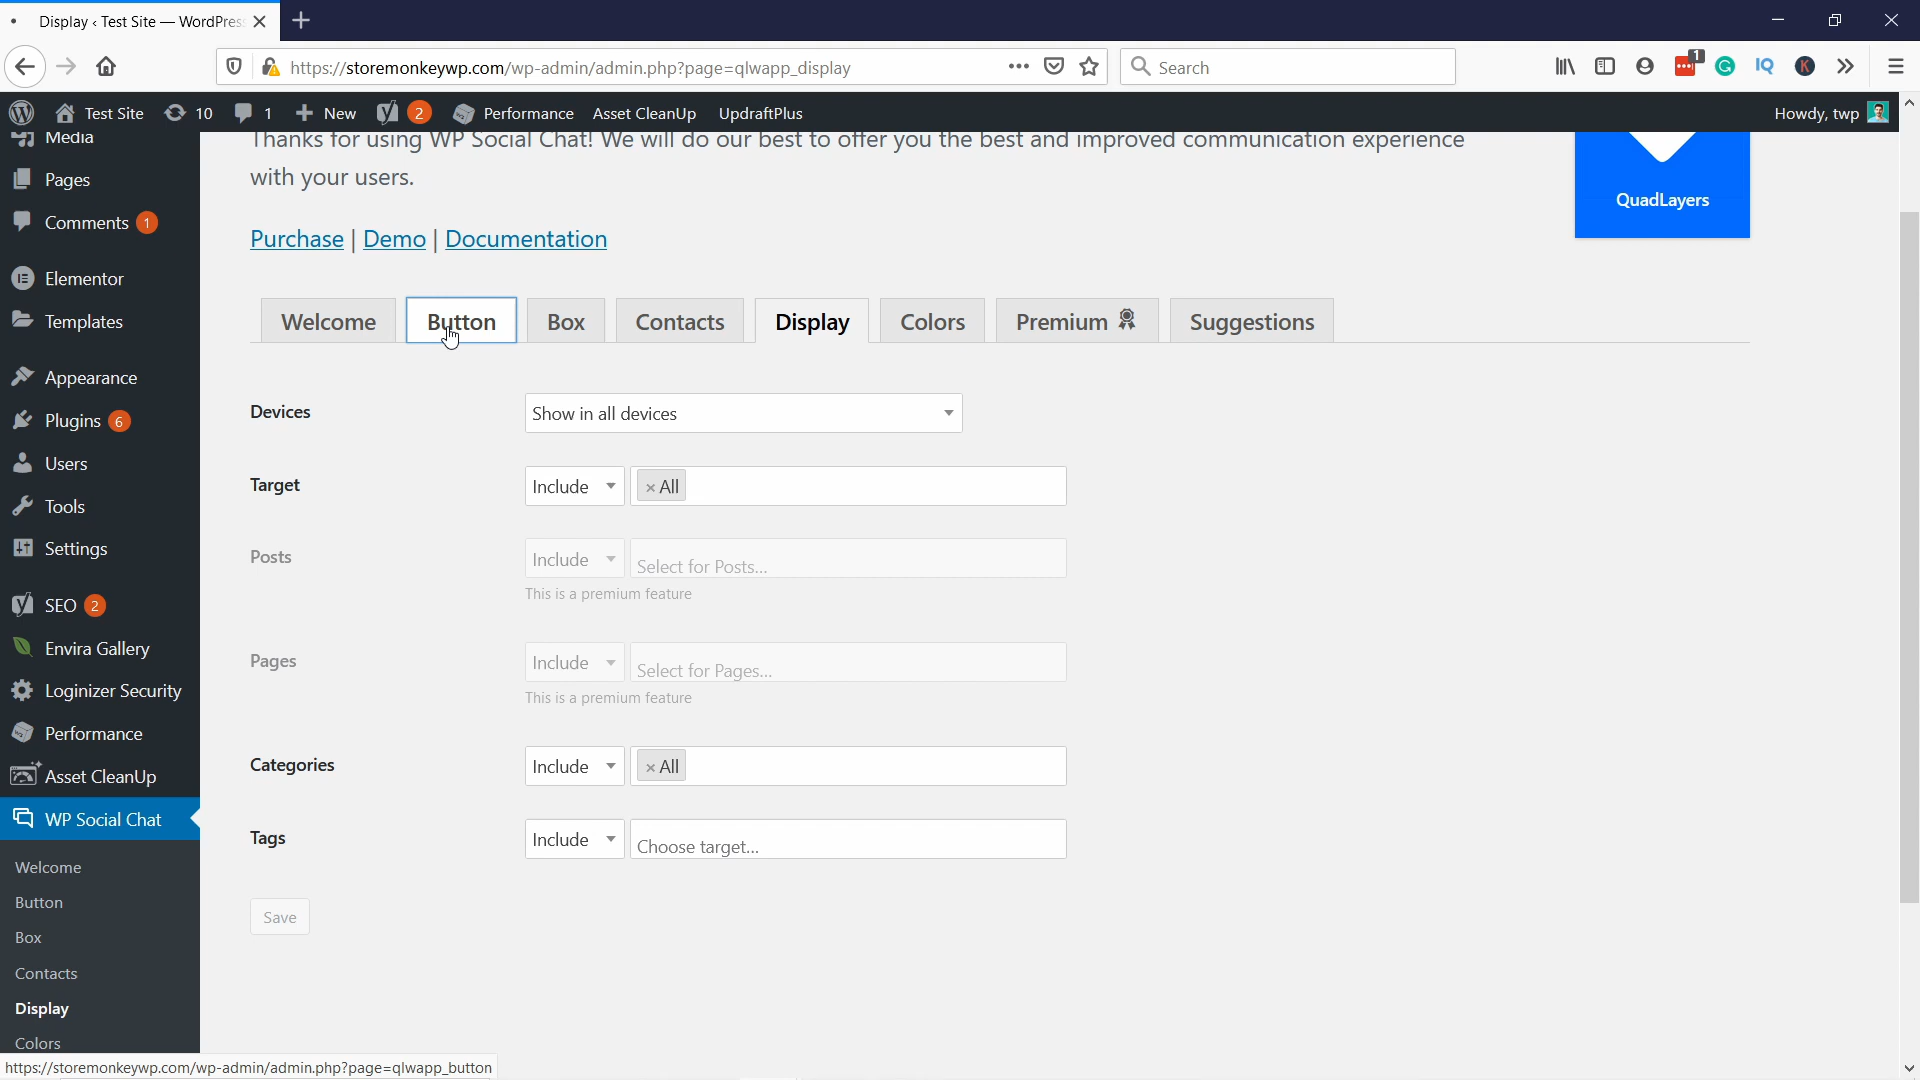 Display ‹ Test Site — WordPres
https://storemonkeywp.com/wp-admin/admin.php?page=qlwapp_display
Search
1
IQ
K
Test Site
10
1
New
2
Performance
Asset CleanUp
UpdraftPlus
Howdy, twp
Media
Pages
Comments 1
Elementor
Templates
Appearance
Plugins 6
Users
Tools
Settings
SEO 2
Envira Gallery
Loginizer Security
Performance
Asset CleanUp
WP Social Chat
Welcome
Button
Box
Contacts
Display
Colors
Thanks for using WP Social Chat! We will do our best to offer you the best and improved communication experience
with your users.
QuadLayers
Purchase | Demo | Documentation
Welcome
Button
Box
Contacts
Display
Colors
Premium
Suggestions
Devices
Show in all devices
Target
Include
× All
Posts
Include
Select for Posts...
This is a premium feature
Pages
Include
Select for Pages...
This is a premium feature
Categories
Include
× All
Tags
Include
Choose target...
Save
https://storemonkeywp.com/wp-admin/admin.php?page=qlwapp_button